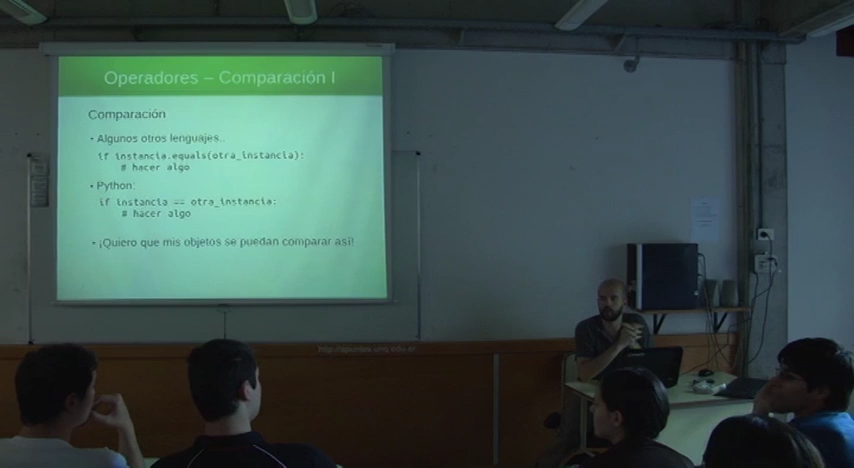 Operadores – Comparación I
Comparación
• Algunos otros lenguajes..
if instancia.equals(otra_instancia):
# hacer algo
• Python:
if instancia == otra_instancia:
# hacer algo
• ¡Quiero que mis objetos se puedan comparar así!